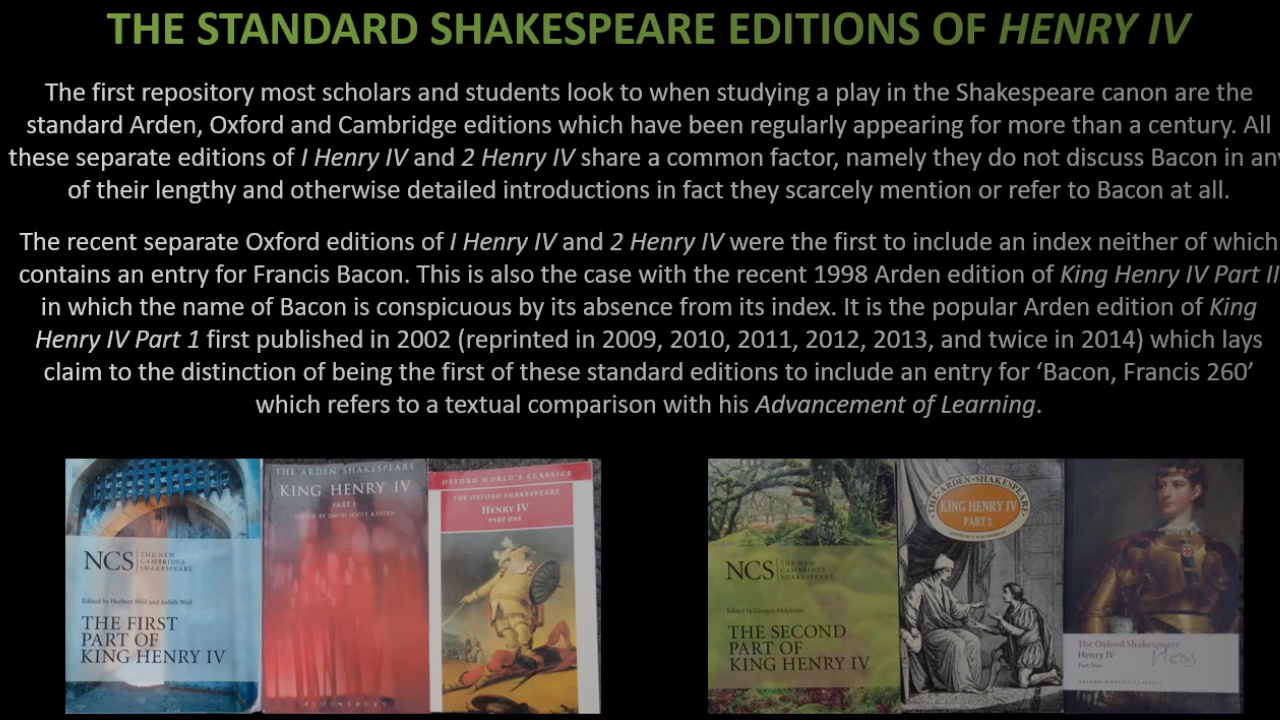 THE STANDARD SHAKESPEARE EDITIONS OF HENRY IV
The first repository most scholars and students look to when studying a play in the Shakespeare canon are the
standard Arden, Oxford and Cambridge editions which have been regularly appearing for more than a century. All
these separate editions of I Henry IV and 2 Henry IV share a common factor, namely they do not discuss Bacon in any
of their lengthy and otherwise detailed introductions in fact they scarcely mention or refer to Bacon at all.
The recent separate Oxford editions of I Henry IV and 2 Henry IV were the first to include an index neither of which
contains an entry for Francis Bacon. This is also the case with the recent 1998 Arden edition of King Henry IV Part II
in which the name of Bacon is conspicuous by its absence from its index. It is the popular Arden edition of King
Henry IV Part 1 first published in 2002 (reprinted in 2009, 2010, 2011, 2012, 2013, and twice in 2014) which lays
claim to the distinction of being the first of these standard editions to include an entry for ‘Bacon, Francis 260’
which refers to a textual comparison with his Advancement of Learning.
NCS THE NEW
CAMBRIDGE
SHAKESPEARE
Edited by Herbert Weil and Judith Weil
THE FIRST
PART OF
KING HENRY IV
THE ARDEN SHAKESPEARE
KING HENRY IV
PART 1
EDITED BY DAVID SCOTT KASTAN
BLOOMSBURY
OXFORD WORLD'S CLASSICS
THE OXFORD SHAKESPEARE
HENRY IV
PART ONE
NCS THE NEW
CAMBRIDGE
SHAKESPEARE
Edited by Giorgio Melchiori
THE SECOND
PART OF
KING HENRY IV
THE·ARDEN·SHAKESPEARE
KING HENRY IV
PART 2
The Oxford Shakespeare
Henry IV
Part Two
OXFORD WORLD'S CLASSICS